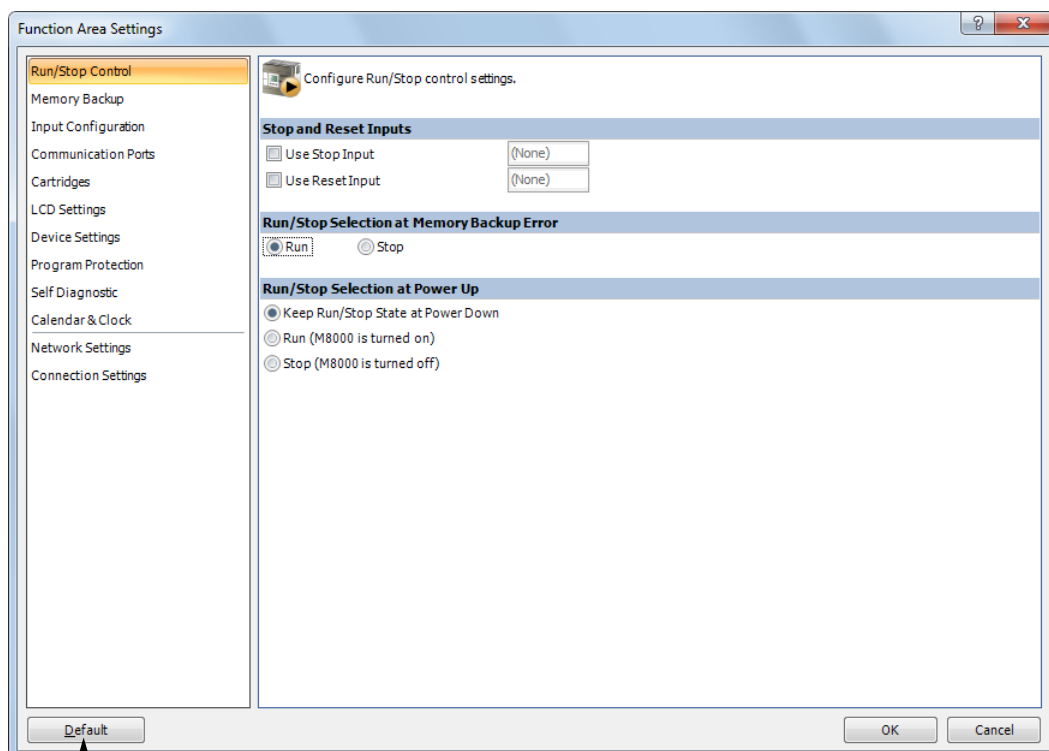 Function Area Settings
?
Run/Stop Control
Memory Backup
Input Configuration
Communication Ports
Cartridges
LCD Settings
Device Settings
Program Protection
Self Diagnostic
Calendar & Clock
Network Settings
Connection Settings
Configure Run/Stop control settings.
Stop and Reset Inputs
Use Stop Input (None)
Use Reset Input (None)
Run/Stop Selection at Memory Backup Error
Run Stop
Run/Stop Selection at Power Up
Keep Run/Stop State at Power Down
Run (M8000 is turned on)
Stop (M8000 is turned off)
Default OK Cancel